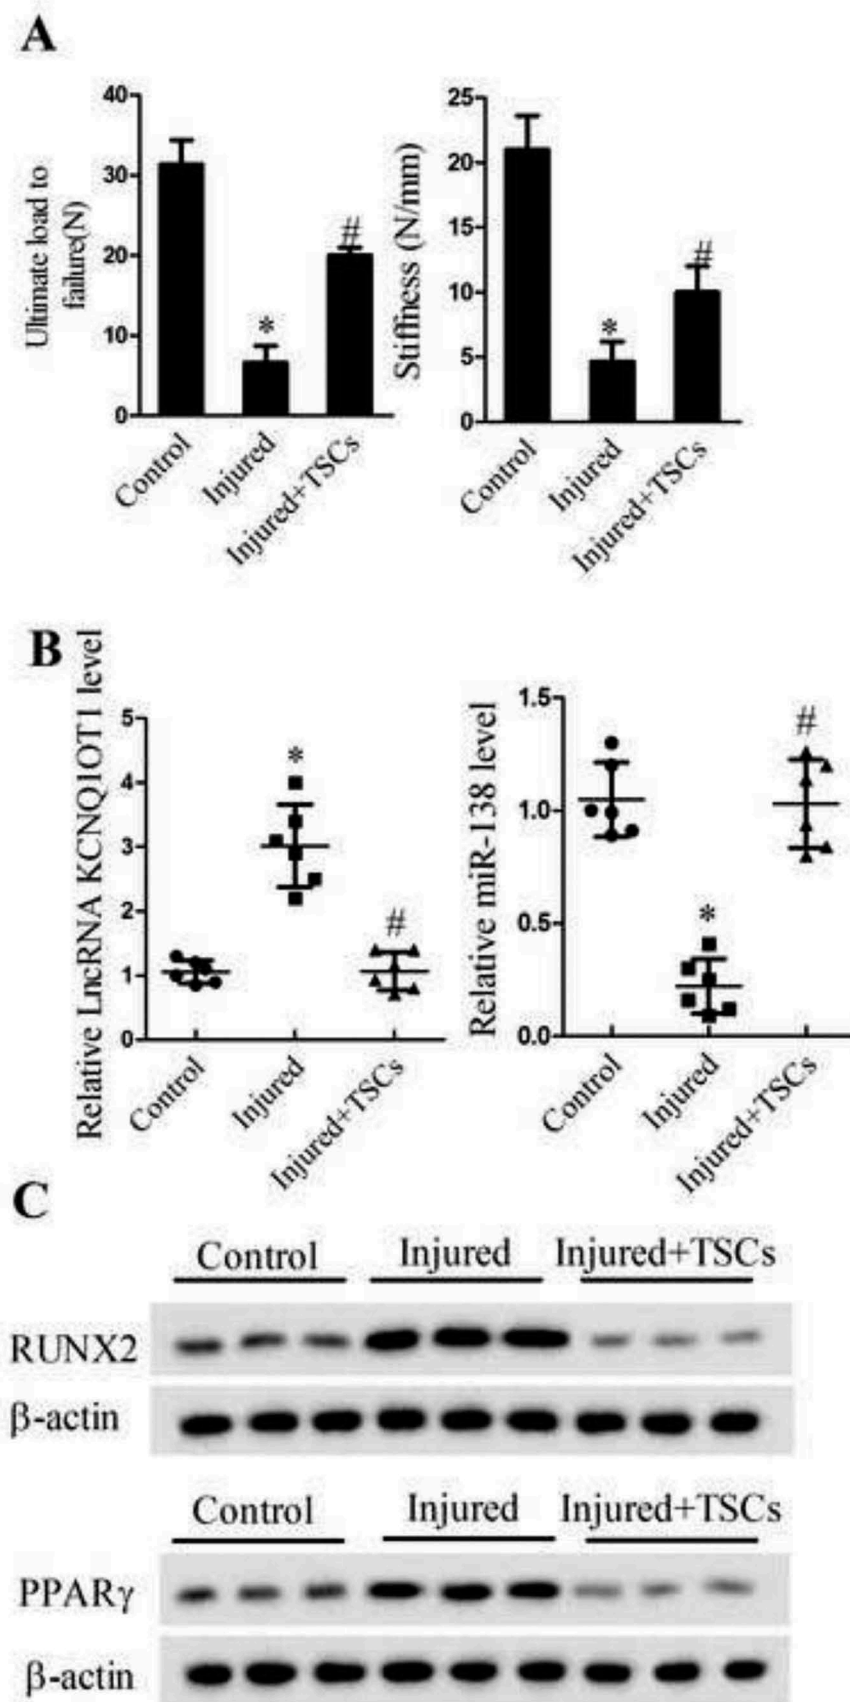 A
Ultimate load to
failure(N)
40
30
20
10
0
*
#
Control
Injured
Injured+TSCs
Stiffness (N/mm)
25
20
15
10
5
0
*
#
Control
Injured
Injured+TSCs
B
Relative LncRNA KCNQ1OT1 level
5
4
3
2
1
0
*
#
Control
Injured
Injured+TSCs
Relative miR-138 level
1.5
1.0
0.5
0.0
*
#
Control
Injured
Injured+TSCs
C
Control Injured Injured+TSCs
RUNX2
β-actin
Control Injured Injured+TSCs
PPARγ
β-actin